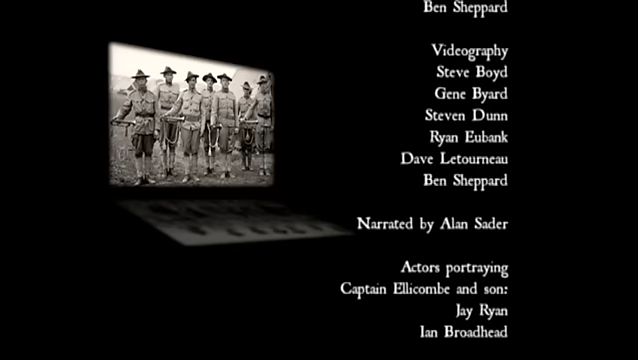 Ben Sheppard
Videography
Steve Boyd
Gene Byard
Steven Dunn
Ryan Eubank
Dave Letourneau
Ben Sheppard
Narrated by Alan Sader
Actors portraying
Captain Ellicombe and son:
Jay Ryan
Ian Broadhead